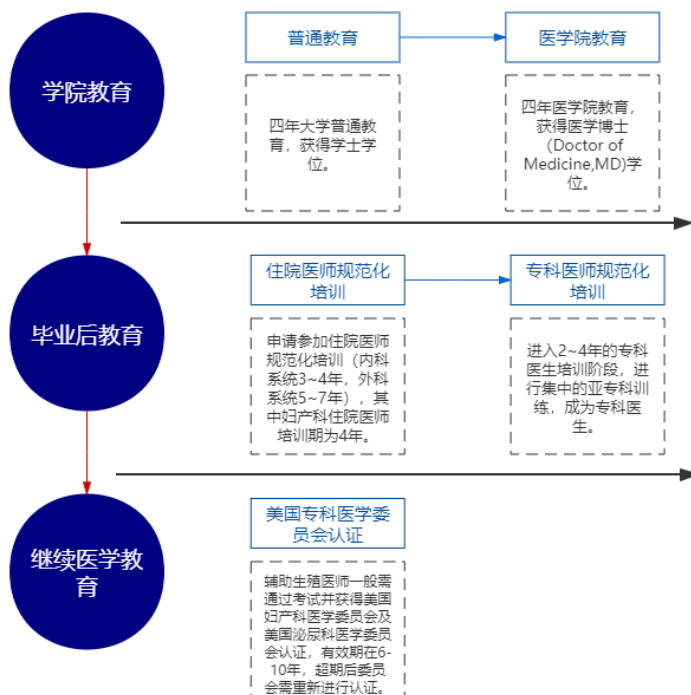 学院教育
普通教育
医学院教育
四年大学普通教
育，获得学士学
位。
四年医学院教育，
获得医学博士
(Doctor of
Medicine,MD)学
位。
毕业后教育
住院医师规范化
培训
专科医师规范化
培训
申请参加住院医师
规范化培训（内科
系统3~4年，外科
系统5~7年），其
中妇产科住院医师
培训期为4年。
进入2~4年的专科
医生培训阶段，进
行集中的亚专科训
练，成为专科医
生。
继续医学教
育
美国专科医学委
员会认证
辅助生殖医师一般需
通过考试并获得美国
妇产科医学委员会及
美国泌尿科医学委员
会认证，有效期在6-
10年，超期后委员
会需重新进行认证。